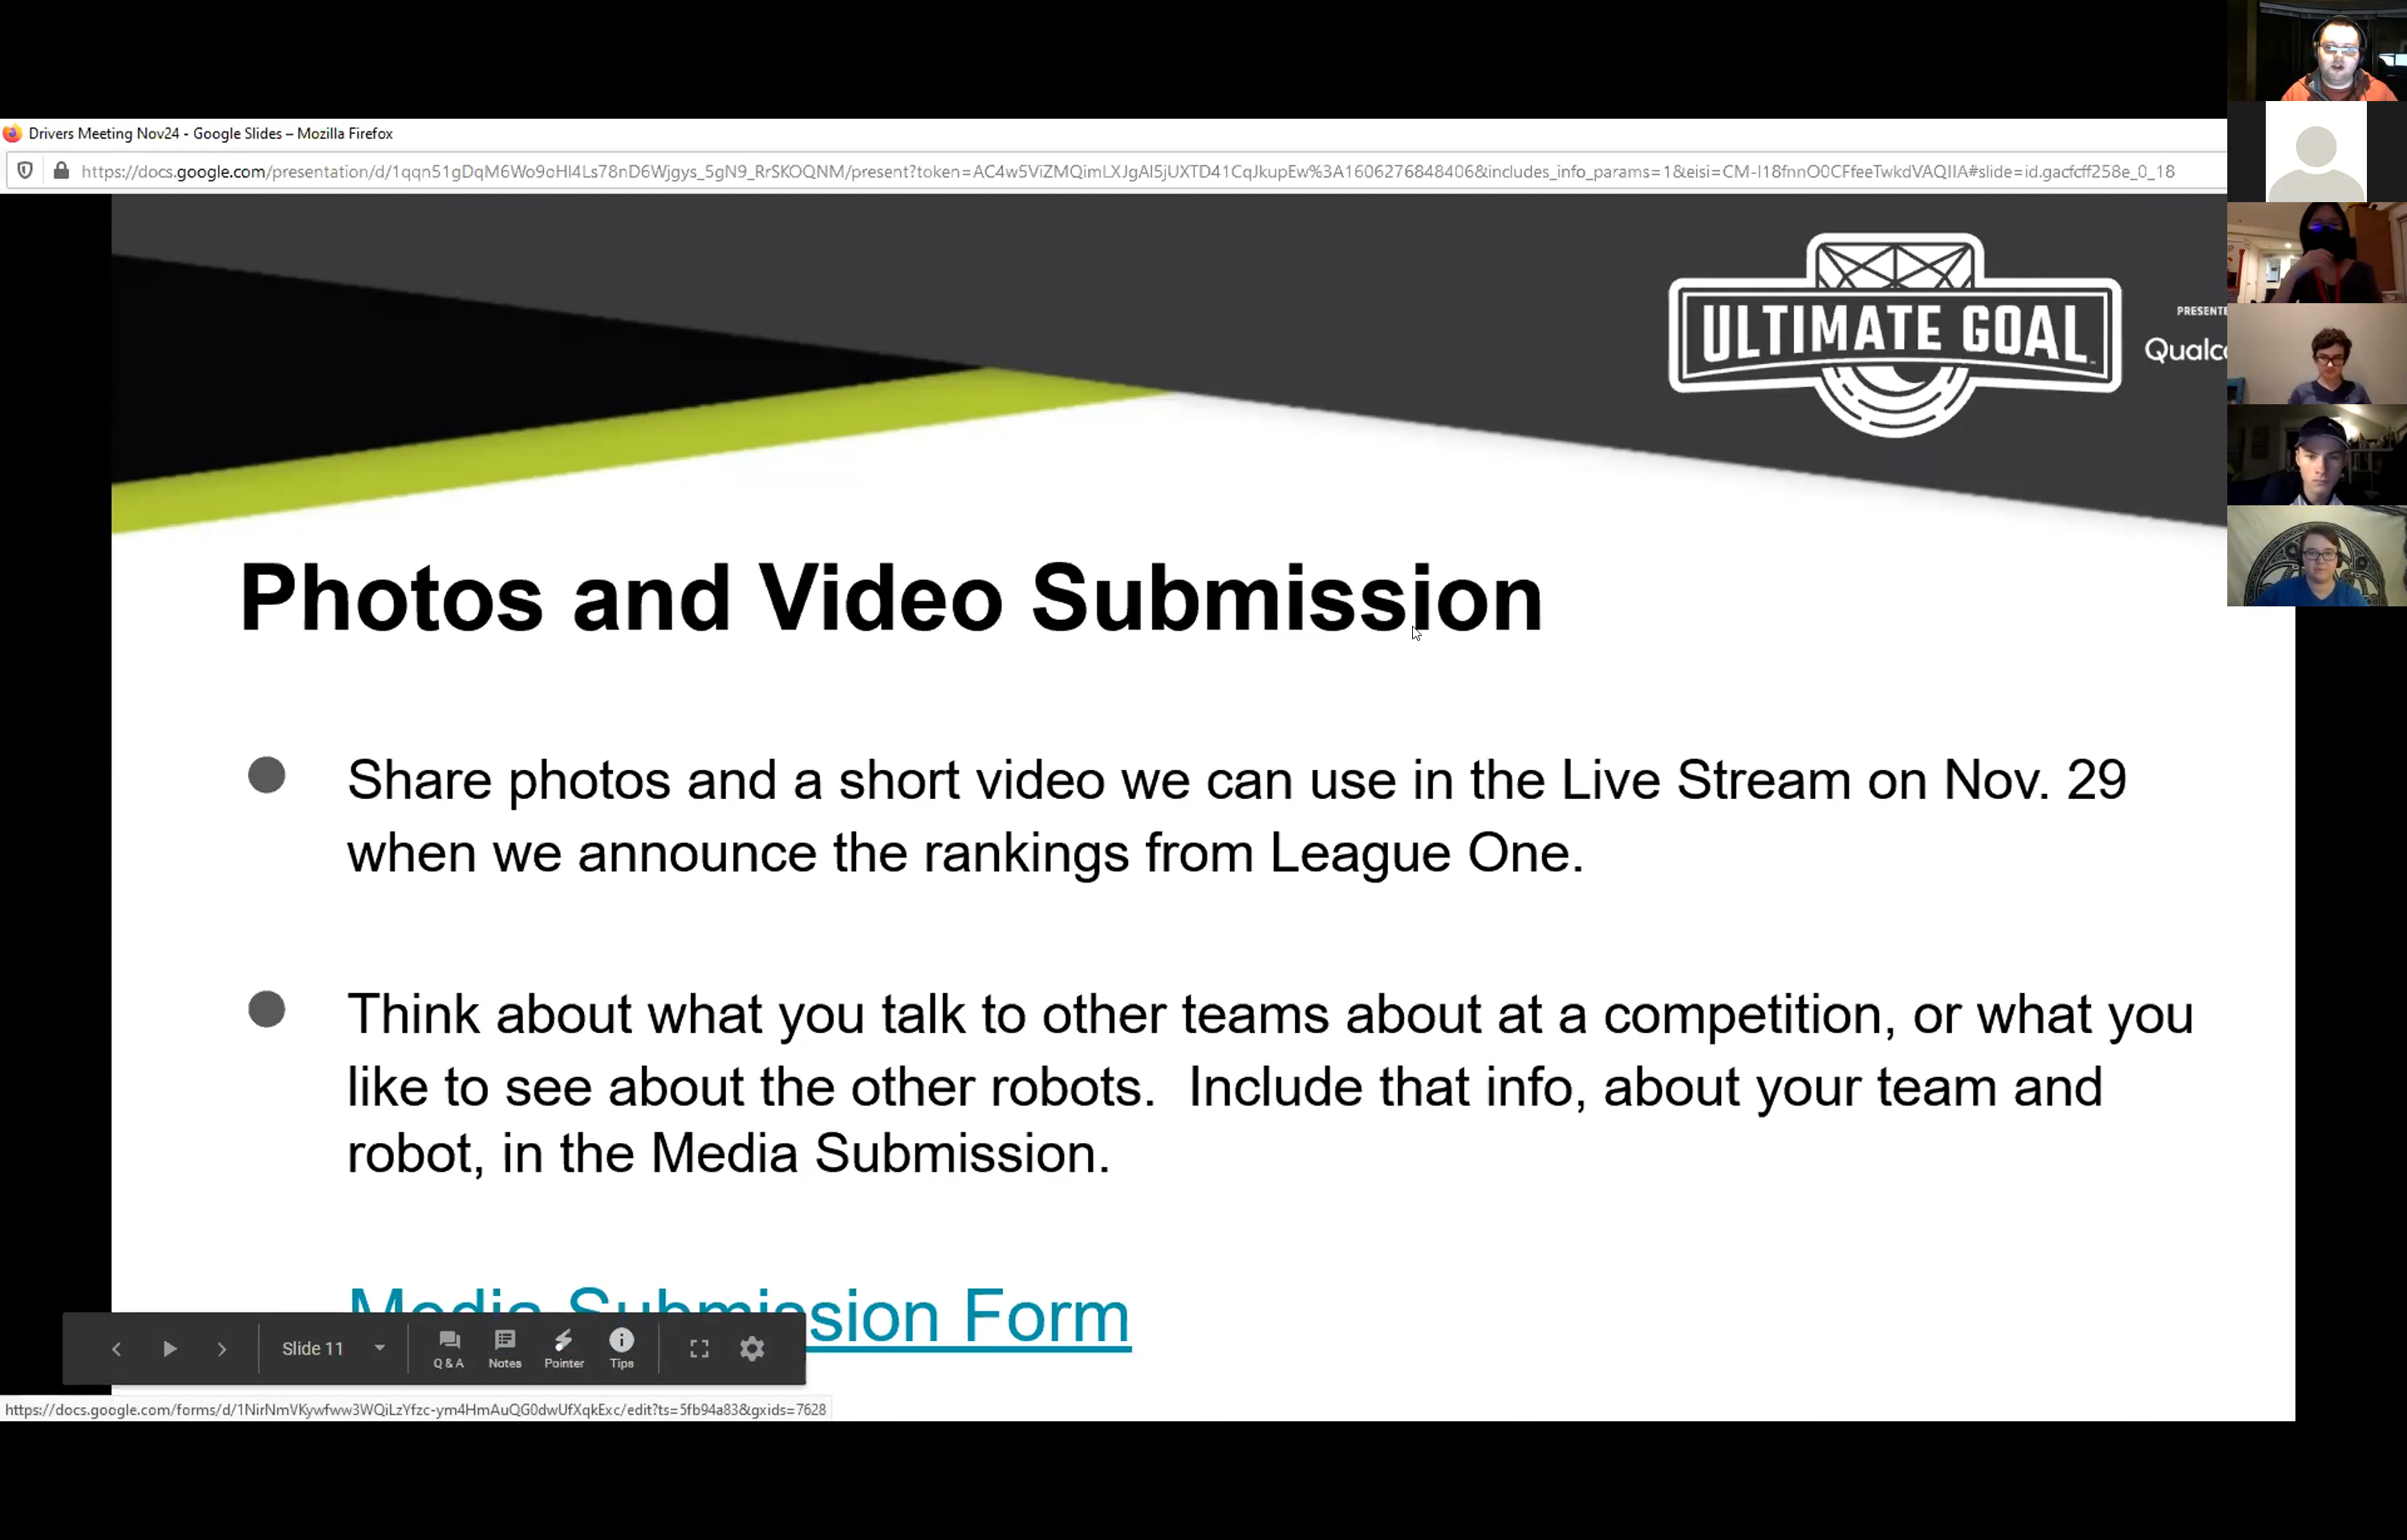 Drivers Meeting Nov24 - Google Slides – Mozilla Firefox
https://docs.google.com/presentation/d/1qqn51gDqM6Wo9oHI4Ls78nD6Wjgys_5gN9_RrSKOQNM/present?token=AC4w5ViZMQimLXJgAI5jUXTD41CqJkupEw%3A1606276848406&includes_info_params=1&eisi=CM-I18fnnO0CFfeeTwkdVAQIIA#slide=id.gacfcff258e_0_18
ULTIMATE GOAL
PRESENTE
Qualc
Photos and Video Submission
Share photos and a short video we can use in the Live Stream on Nov. 29
when we announce the rankings from League One.
Think about what you talk to other teams about at a competition, or what you
like to see about the other robots.  Include that info, about your team and
robot, in the Media Submission.
Media Submission Form
Slide 11
Q & A Notes Pointer Tips
https://docs.google.com/forms/d/1NirNmVKywfww3WQiLzYfzc-ym4HmAuQG0dwUfXqkExc/edit?ts=5fb94a83&gxids=7628